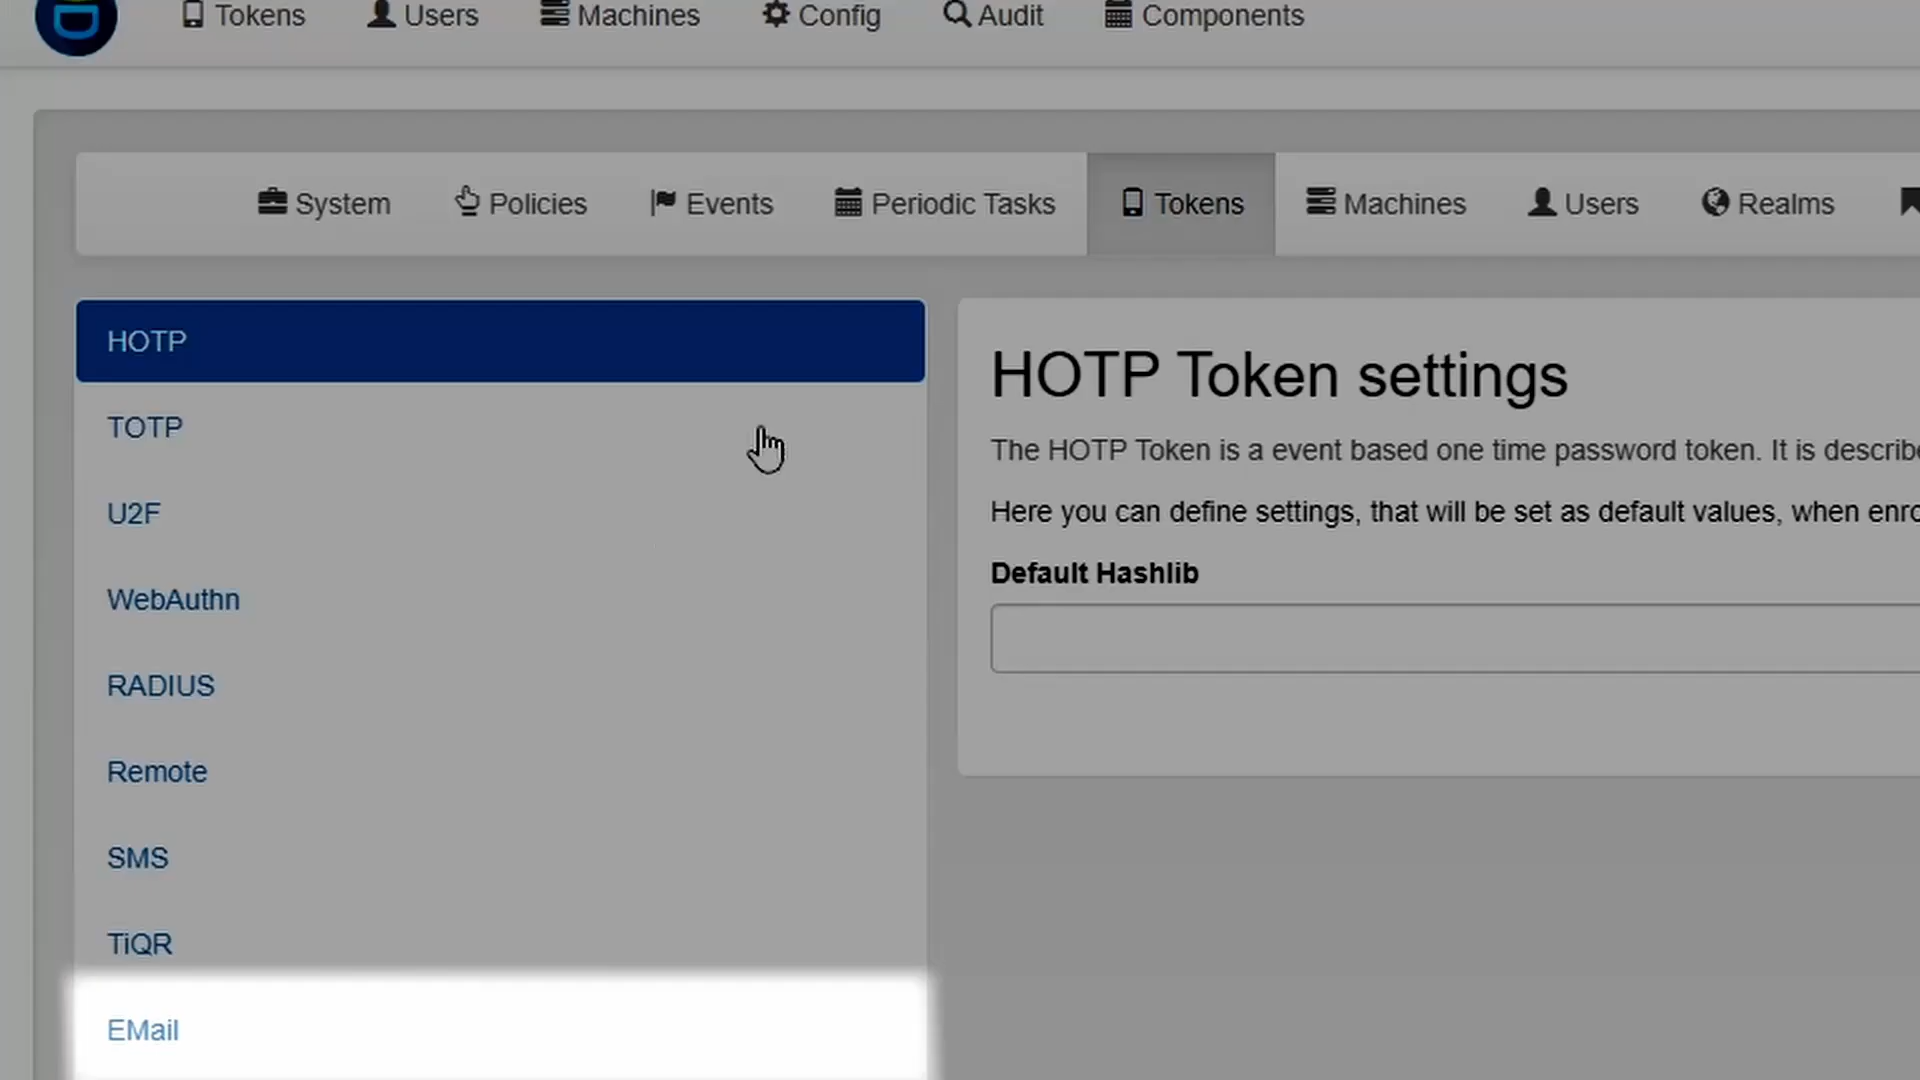 Tokens Users Machines Config Audit Components
System Policies Events Periodic Tasks Tokens Machines Users Realms
HOTP
TOTP
U2F
WebAuthn
RADIUS
Remote
SMS
TiQR
EMail
HOTP Token settings
The HOTP Token is a event based one time password token. It is describe
Here you can define settings, that will be set as default values, when enro
Default Hashlib